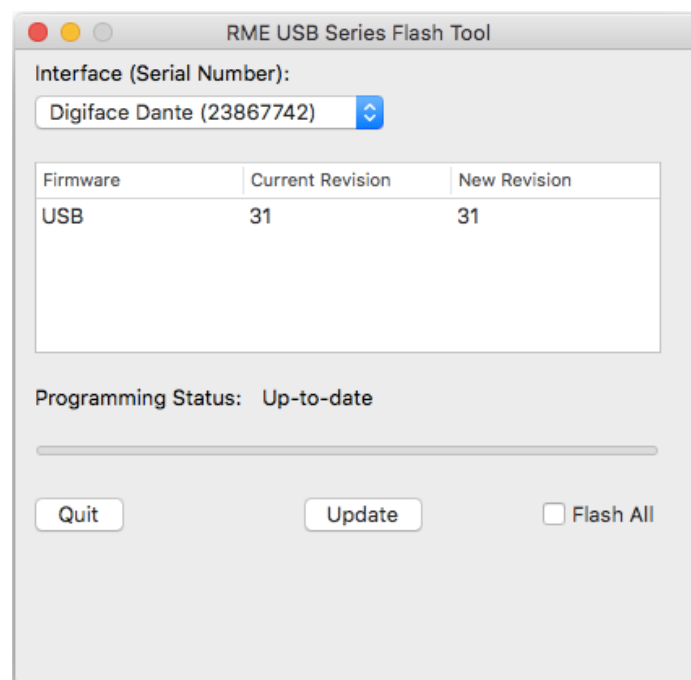 RME USB Series Flash Tool
Interface (Serial Number):
Digiface Dante (23867742)
Firmware Current Revision New Revision
USB 31 31
Programming Status: Up-to-date
Quit Update Flash All